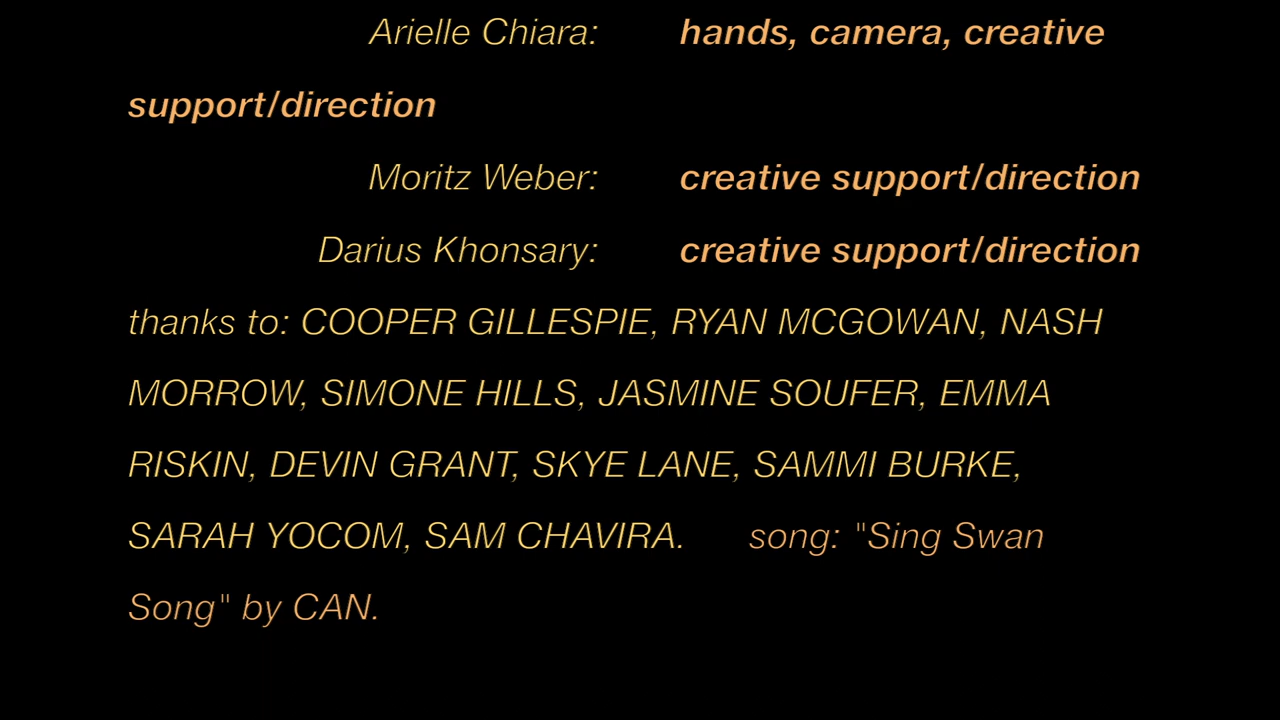 Arielle Chiara: hands, camera, creative
support/direction
Moritz Weber: creative support/direction
Darius Khonsary: creative support/direction
thanks to: COOPER GILLESPIE, RYAN MCGOWAN, NASH
MORROW, SIMONE HILLS, JASMINE SOUFER, EMMA
RISKIN, DEVIN GRANT, SKYE LANE, SAMMI BURKE,
SARAH YOCOM, SAM CHAVIRA. song: "Sing Swan
Song" by CAN.